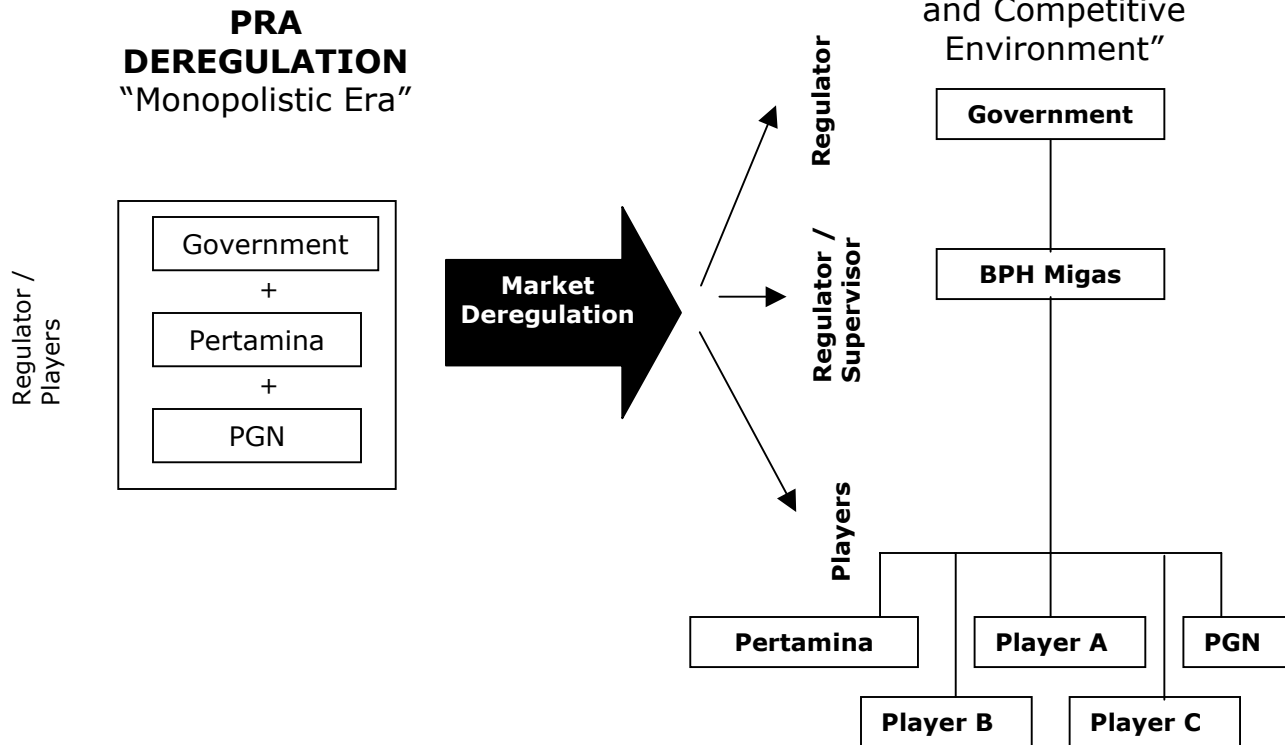 PRA
DEREGULATION
“Monopolistic Era”
Regulator /
Players
Government
+
Pertamina
+
PGN
Market
Deregulation
and Competitive
Environment”
Regulator
Regulator /
Supervisor
Players
Government
BPH Migas
Pertamina
Player A
PGN
Player B
Player C